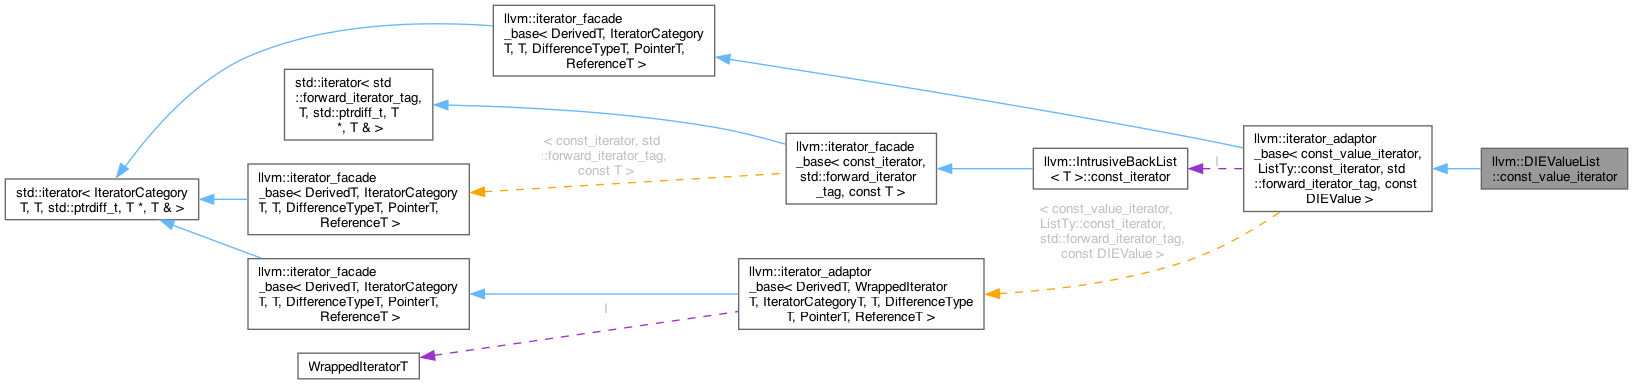 llvm::iterator_facade
_base< DerivedT, IteratorCategory
T, T, DifferenceTypeT, PointerT,
ReferenceT >
std::iterator< std
::forward_iterator_tag,
T, std::ptrdiff_t, T
*, T & >
< const_iterator, std
::forward_iterator_tag,
const T >
llvm::iterator_facade
_base< const_iterator,
std::forward_iterator
_tag, const T >
llvm::IntrusiveBackList
< T >::const_iterator
I
llvm::iterator_adaptor
_base< const_value_iterator,
ListTy::const_iterator, std
::forward_iterator_tag, const
DIEValue >
llvm::DIEValueList
::const_value_iterator
std::iterator< IteratorCategory
T, T, std::ptrdiff_t, T *, T & >
llvm::iterator_facade
_base< DerivedT, IteratorCategory
T, T, DifferenceTypeT, PointerT,
ReferenceT >
< const_value_iterator,
ListTy::const_iterator,
std::forward_iterator_tag,
const DIEValue >
llvm::iterator_facade
_base< DerivedT, IteratorCategory
T, T, DifferenceTypeT, PointerT,
ReferenceT >
I
llvm::iterator_adaptor
_base< DerivedT, WrappedIterator
T, IteratorCategoryT, T, DifferenceType
T, PointerT, ReferenceT >
WrappedIteratorT